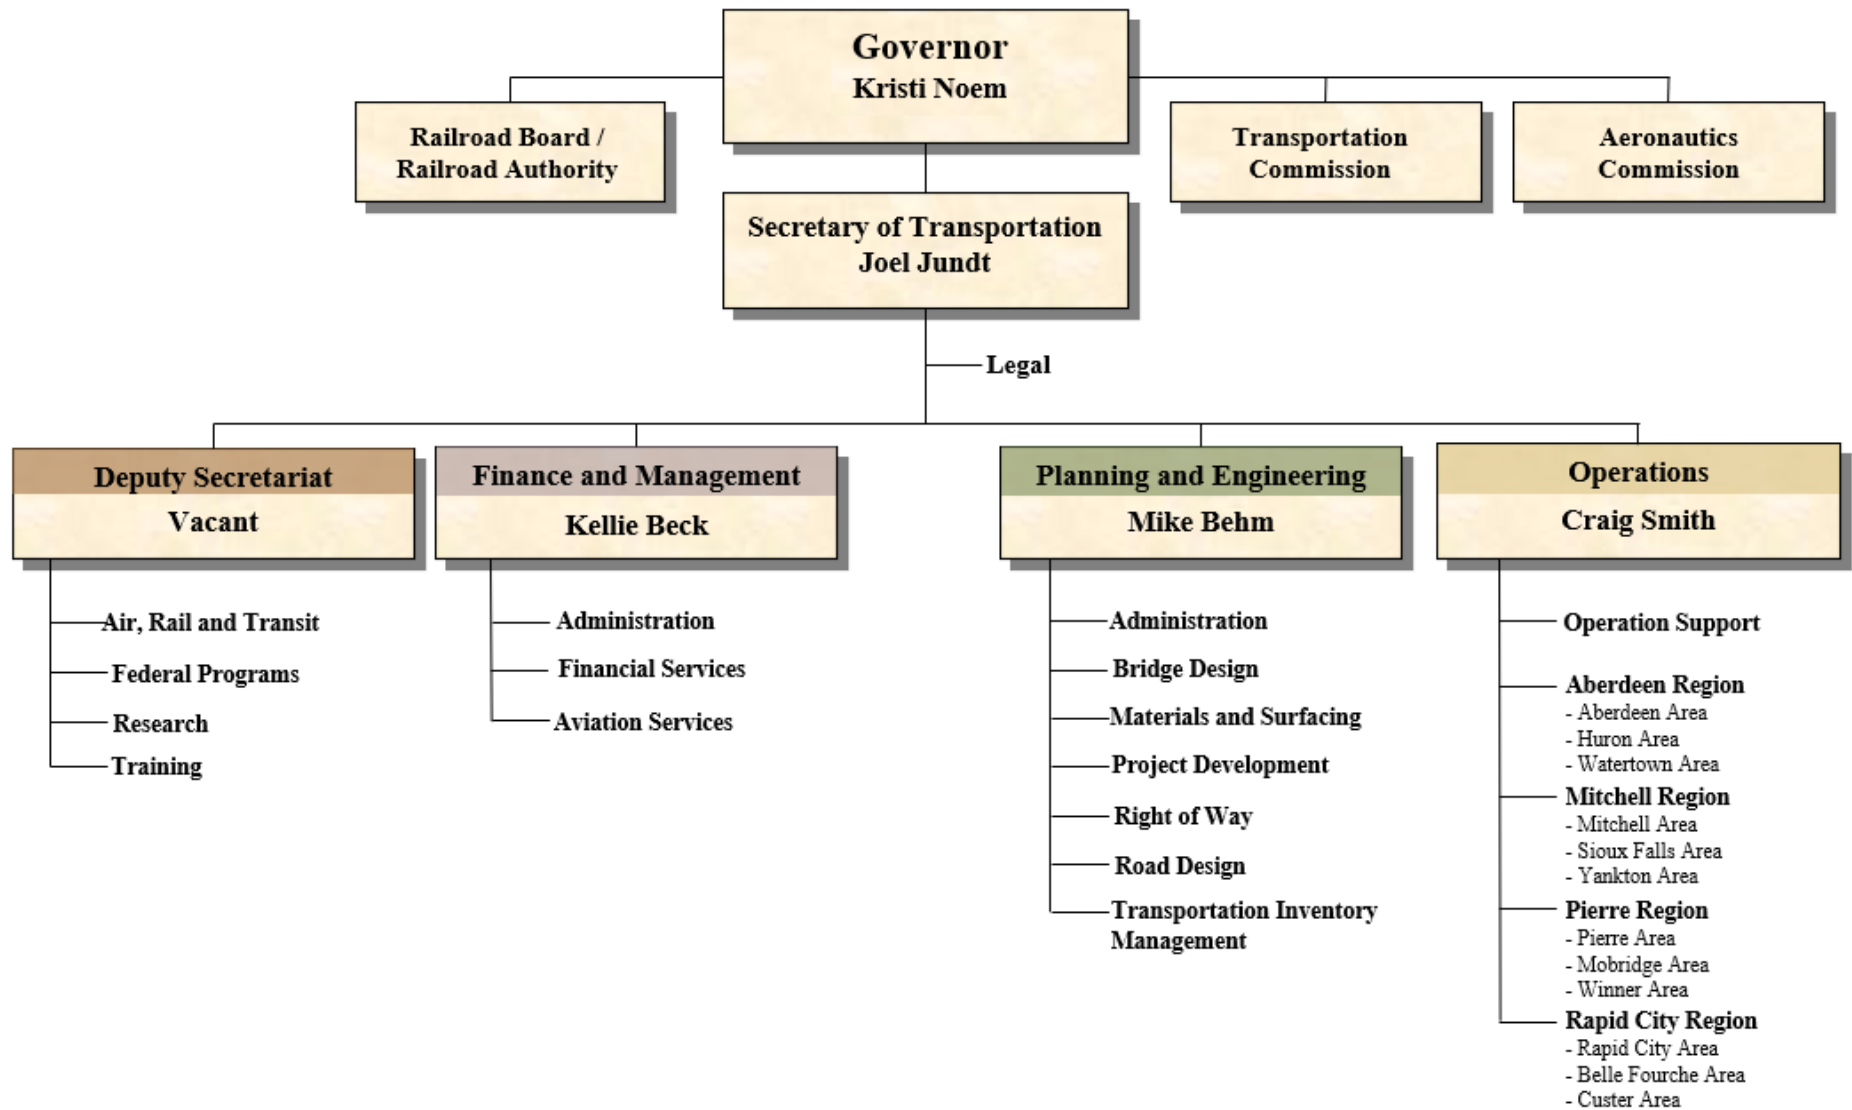 Governor
Kristi Noem
Railroad Board /
Railroad Authority
Transportation
Commission
Aeronautics
Commission
Secretary of Transportation
Joel Jundt
Legal
Deputy Secretariat
Vacant
Air, Rail and Transit
Federal Programs
Research
Training
Finance and Management
Kellie Beck
Administration
Financial Services
Aviation Services
Planning and Engineering
Mike Behm
Administration
Bridge Design
Materials and Surfacing
Project Development
Right of Way
Road Design
Transportation Inventory
Management
Operations
Craig Smith
Operation Support
Aberdeen Region
- Aberdeen Area
- Huron Area
- Watertown Area
Mitchell Region
- Mitchell Area
- Sioux Falls Area
- Yankton Area
Pierre Region
- Pierre Area
- Mobridge Area
- Winner Area
Rapid City Region
- Rapid City Area
- Belle Fourche Area
- Custer Area